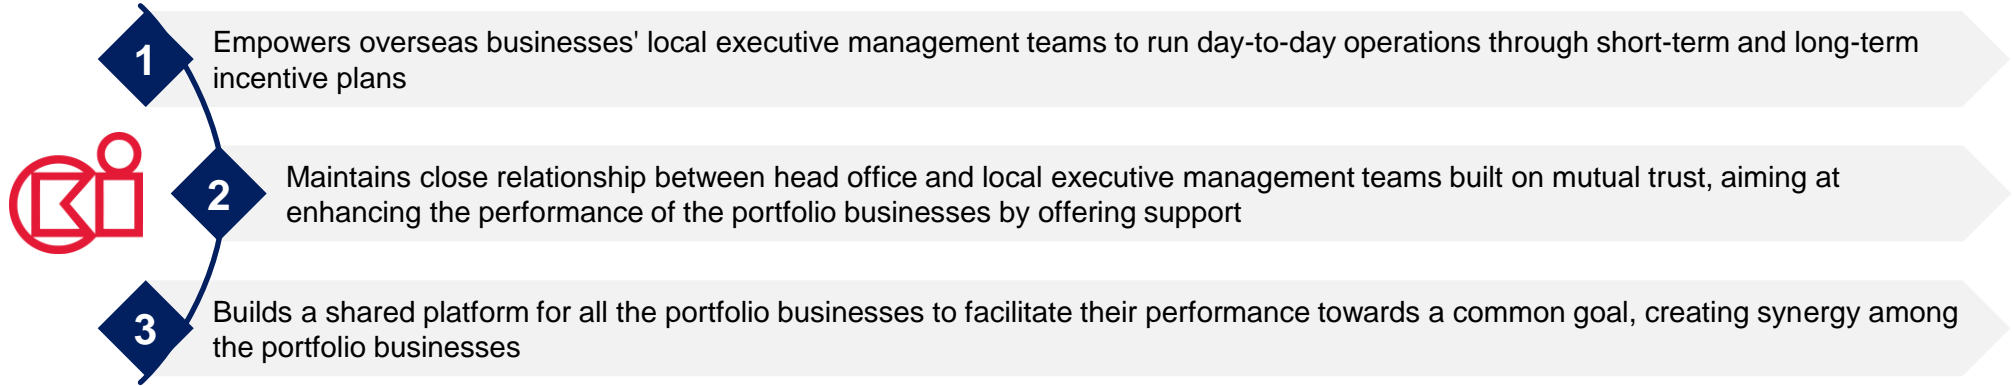 1
Empowers overseas businesses' local executive management teams to run day-to-day operations through short-term and long-term
incentive plans
2
Maintains close relationship between head office and local executive management teams built on mutual trust, aiming at
enhancing the performance of the portfolio businesses by offering support
3
Builds a shared platform for all the portfolio businesses to facilitate their performance towards a common goal, creating synergy among
the portfolio businesses
CKI